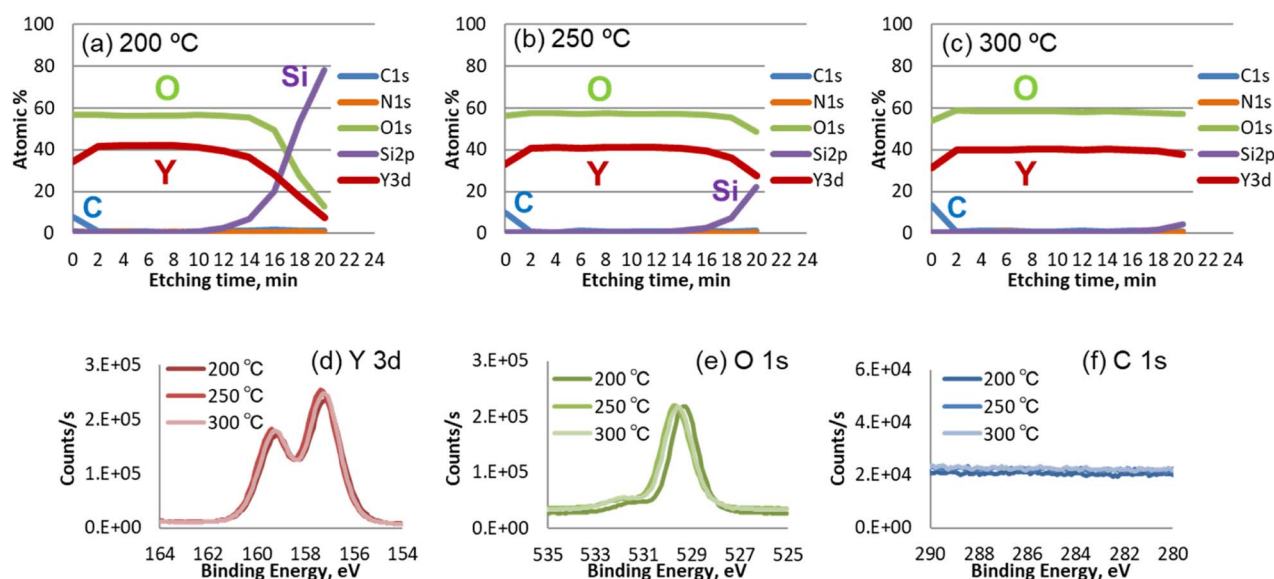 (a) 200 ºC
100
80
60
40
20
0
Atomic %
O
Y
C
Si
C1s
N1s
O1s
Si2p
Y3d
0 2 4 6 8 10 12 14 16 18 20 22 24
Etching time, min
(b) 250 ºC
100
80
60
40
20
0
Atomic %
O
Y
C
Si
C1s
N1s
O1s
Si2p
Y3d
0 2 4 6 8 10 12 14 16 18 20 22 24
Etching time, min
(c) 300 ºC
100
80
60
40
20
0
Atomic %
O
Y
C
C1s
N1s
O1s
Si2p
Y3d
0 2 4 6 8 10 12 14 16 18 20 22 24
Etching time, min
(d) Y 3d
3.E+05
2.E+05
1.E+05
0.E+00
Counts/s
200 °C
250 °C
300 °C
164 162 160 158 156 154
Binding Energy, eV
(e) O 1s
3.E+05
2.E+05
1.E+05
0.E+00
Counts/s
200 °C
250 °C
300 °C
535 533 531 529 527 525
Binding Energy, eV
(f) C 1s
6.E+04
4.E+04
2.E+04
0.E+00
Counts/s
200 °C
250 °C
300 °C
290 288 286 284 282 280
Binding Energy, eV